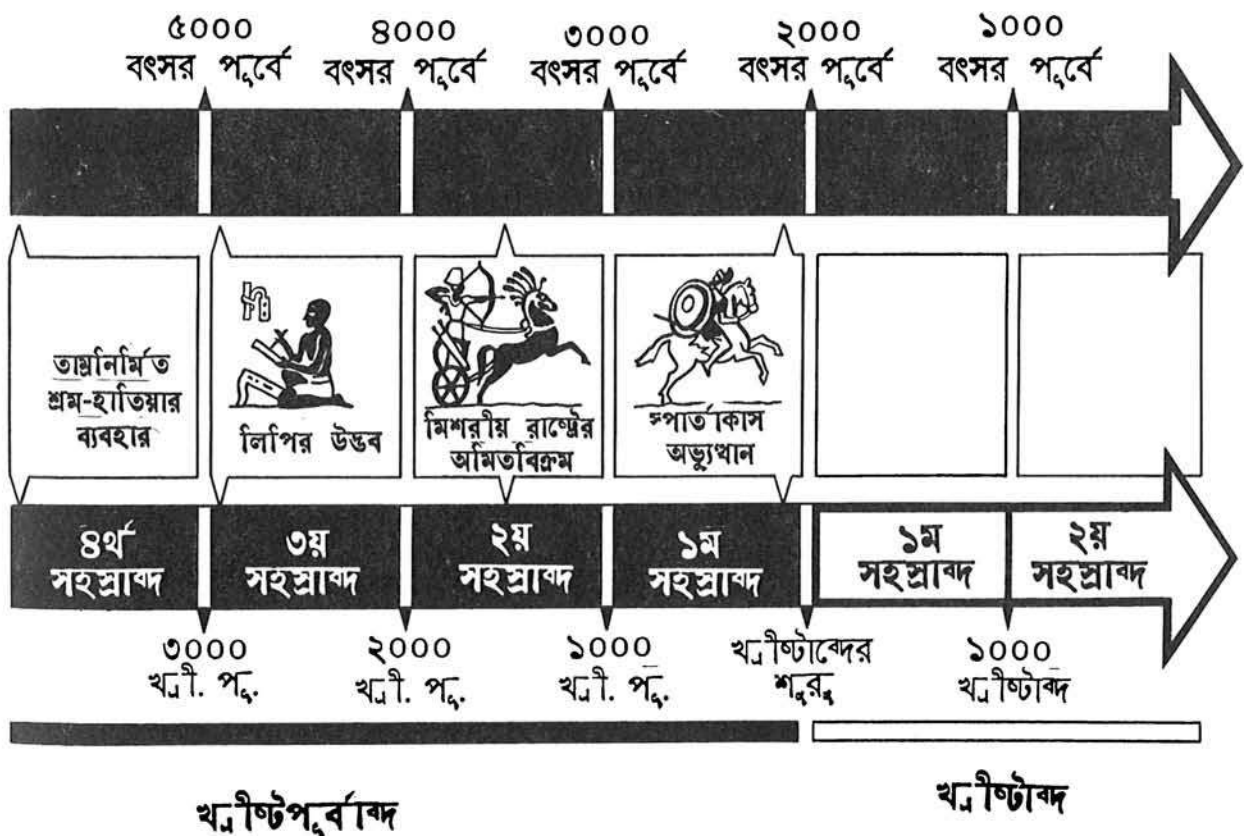 ৫০০০ ৪০০০ ৩০০০ ২০০০ ১০০০
বৎসর পূর্বে বৎসর পূর্বে বৎসর পূর্বে বৎসর পূর্বে বৎসর পূর্বে
তাম্রনির্মিত
শ্রম-হাতিয়ার
ব্যবহার
লিপির উদ্ভব
মিশরীয় রাষ্ট্রের
অমিতবিক্রম
স্পার্তাকাস
অভ্যুত্থান
৪র্থ ৩য় ২য় ১ম ১ম ২য়
সহস্রাব্দ সহস্রাব্দ সহস্রাব্দ সহস্রাব্দ সহস্রাব্দ সহস্রাব্দ
৩০০০ ২০০০ ১০০০ খ্রীষ্টাব্দের ১০০০
খ্রী. পূ. খ্রী. পূ. খ্রী. পূ. শুরু খ্রীষ্টাব্দ
খ্রীষ্টপূর্বাব্দ খ্রীষ্টাব্দ